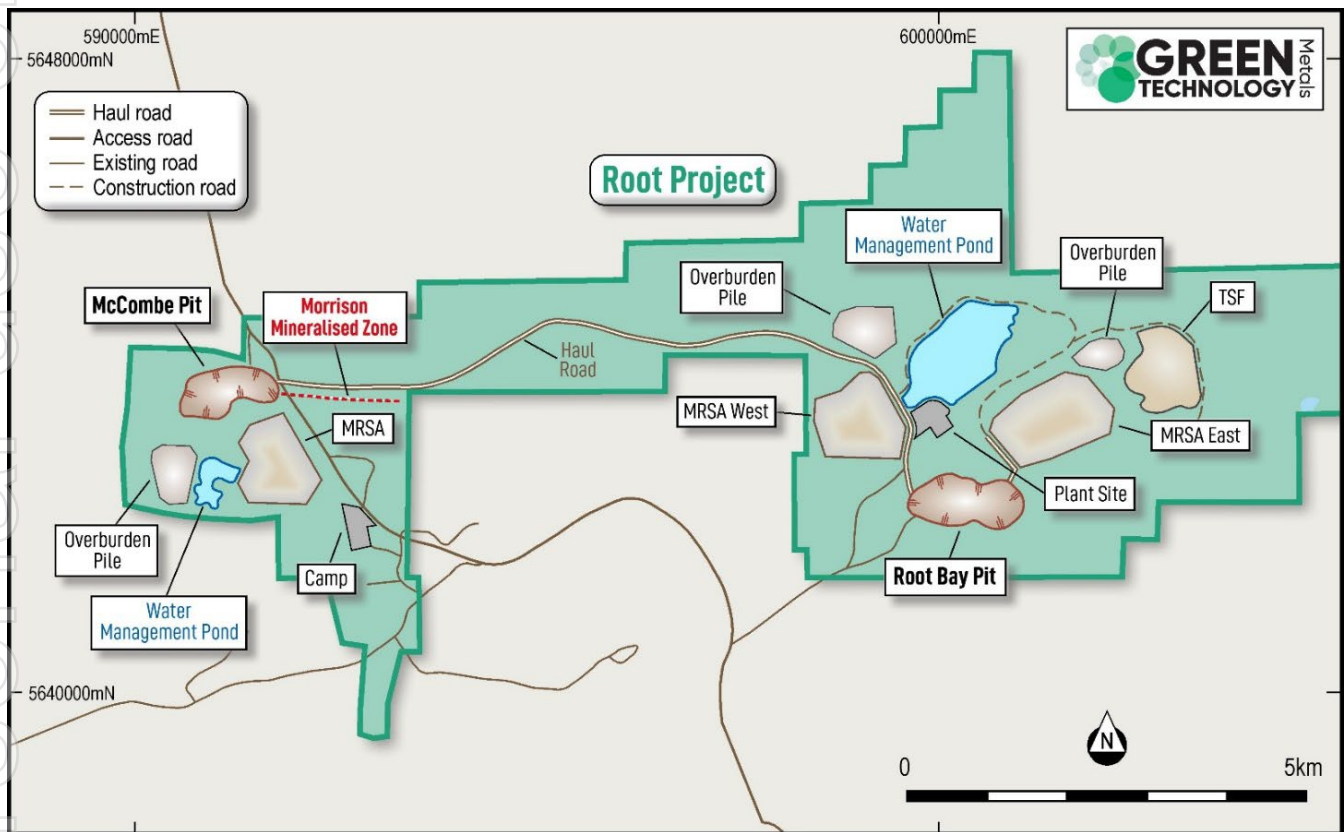 590000mE
600000mE
5648000mN
GREEN
TECHNOLOGY
Metals
Haul road
Access road
Existing road
Construction road
Root Project
Water
Management Pond
Overburden
Pile
Overburden
Pile
TSF
McCombe Pit
Morrison
Mineralised Zone
Haul
Road
MRSA
MRSA West
MRSA East
Plant Site
Overburden
Pile
Camp
Root Bay Pit
Water
Management Pond
5640000mN
N
0
5km